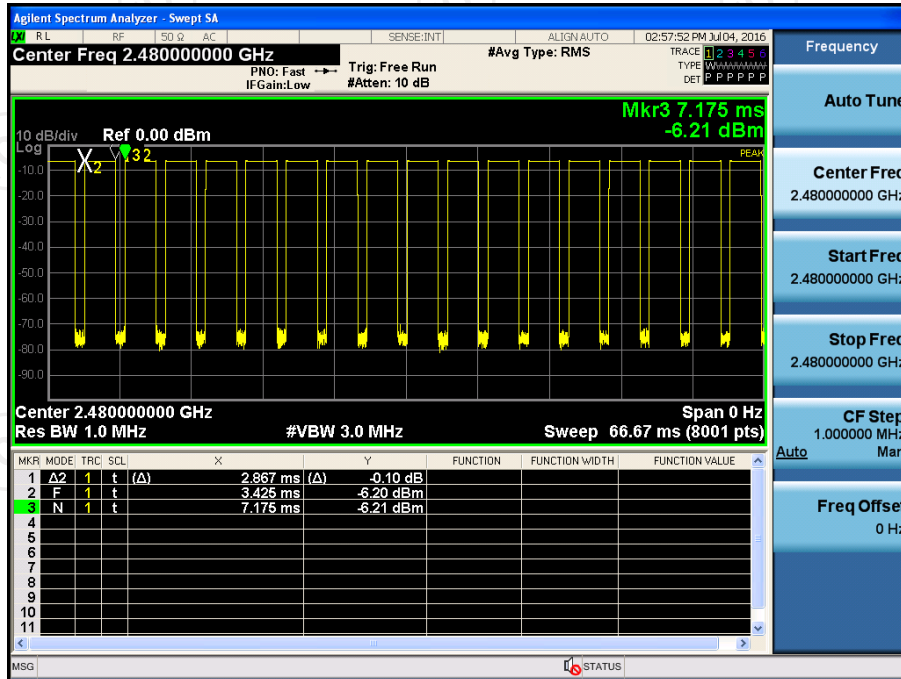 Agilent Spectrum Analyzer - Swept SA
LXI RL RF 50 Ω AC SENSE:INT ALIGN AUTO 02:57:52 PM Jul 04, 2016
Center Freq 2.480000000 GHz #Avg Type: RMS TRACE 1 2 3 4 5 6
PNO: Fast Trig: Free Run TYPE
IFGain:Low #Atten: 10 dB DET P P P P P P
Frequency
Auto Tune
Center Freq
2.480000000 GHz
Start Freq
2.480000000 GHz
Stop Freq
2.480000000 GHz
CF Step
1.000000 MHz
Auto Man
Freq Offset
0 Hz
Mkr3 7.175 ms
10 dB/div Ref 0.00 dBm -6.21 dBm
Log
PEAK
2 3 2
-10.0
-20.0
-30.0
-40.0
-50.0
-60.0
-70.0
-80.0
-90.0
Center 2.480000000 GHz Span 0 Hz
Res BW 1.0 MHz #VBW 3.0 MHz Sweep 66.67 ms (8001 pts)
MKR MODE TRC SCL X Y FUNCTION FUNCTION WIDTH FUNCTION VALUE
1 Δ2 1 t (Δ) 2.867 ms (Δ) -0.10 dB
2 F 1 t 3.425 ms -6.20 dBm
3 N 1 t 7.175 ms -6.21 dBm
4
5
6
7
8
9
10
11
MSG STATUS